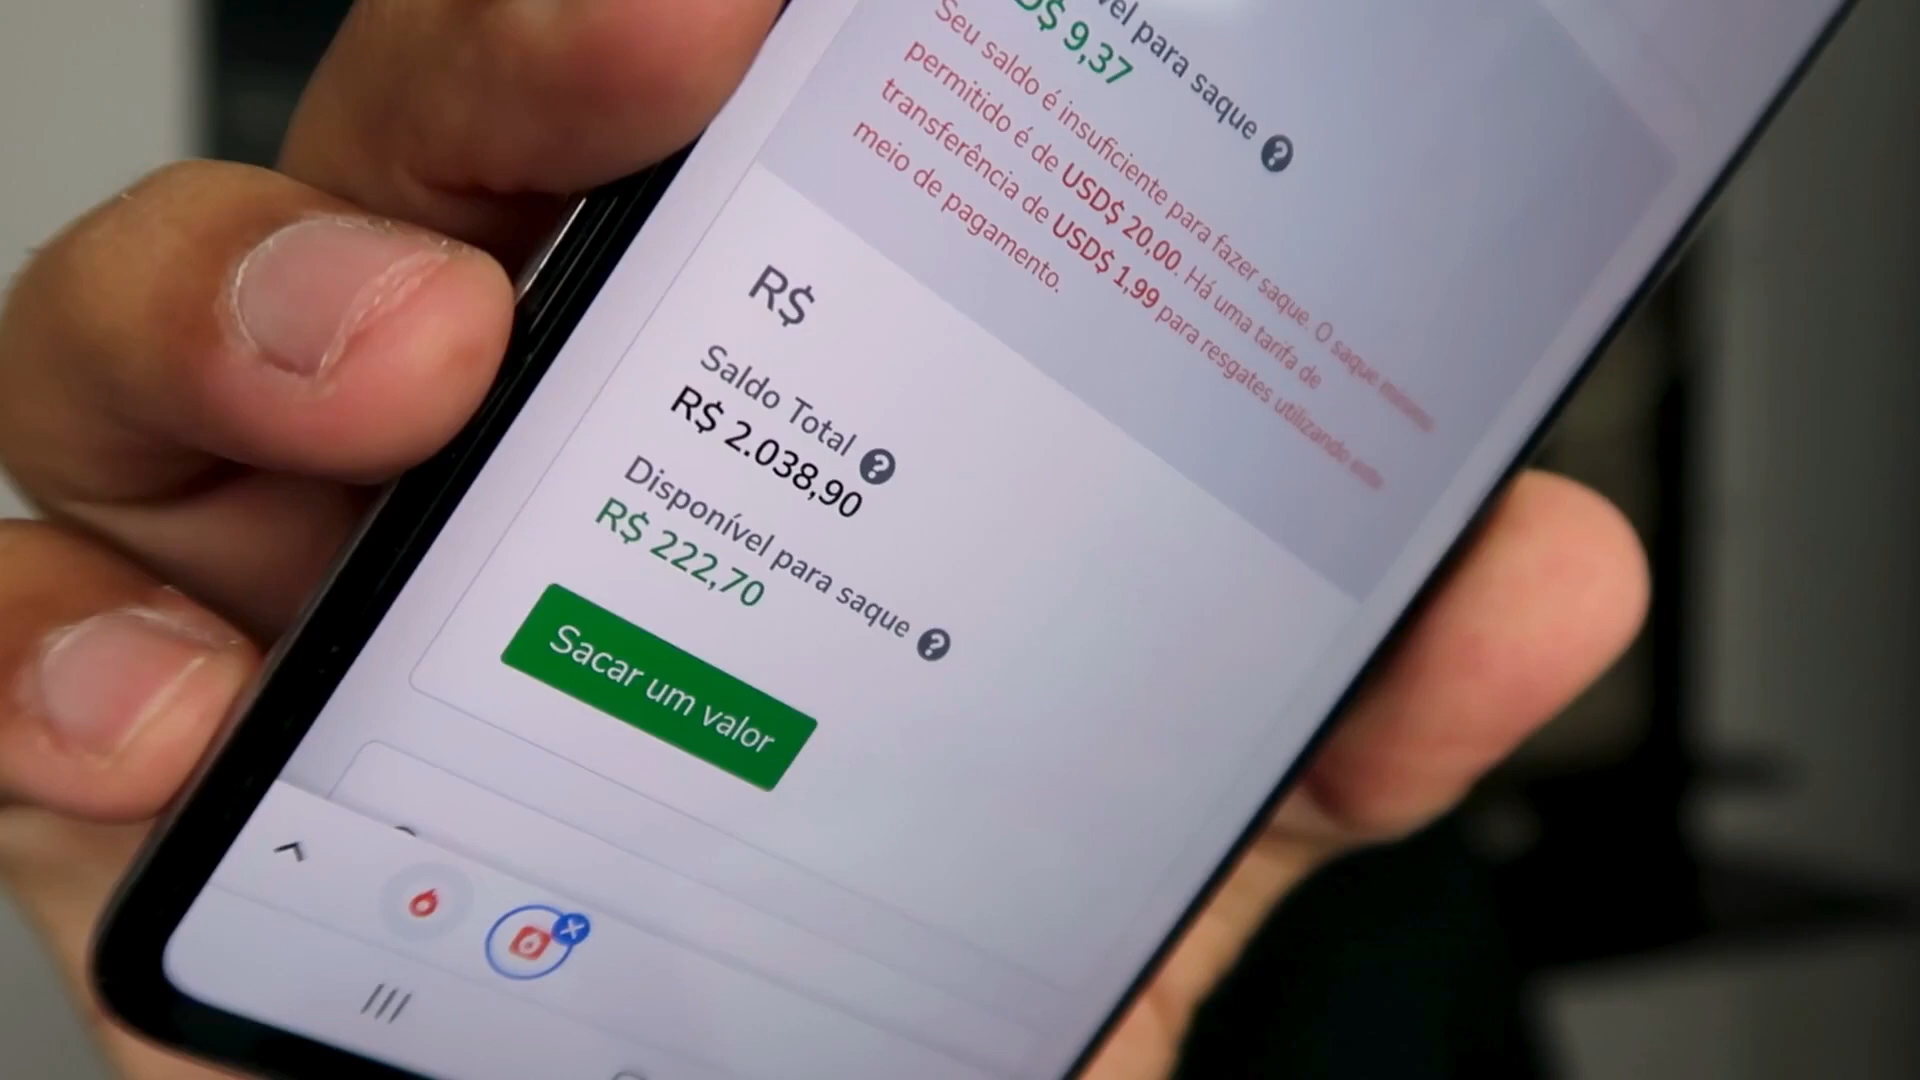 vel para saque
D$ 9,37
Seu saldo é insuficiente para fazer saque. O saque mínimo
permitido é de USD$ 20,00. Há uma tarifa de
transferência de USD$ 1,99 para resgates utilizando este
meio de pagamento.
R$
Saldo Total
R$ 2.038,90
Disponível para saque
R$ 222,70
Sacar um valor